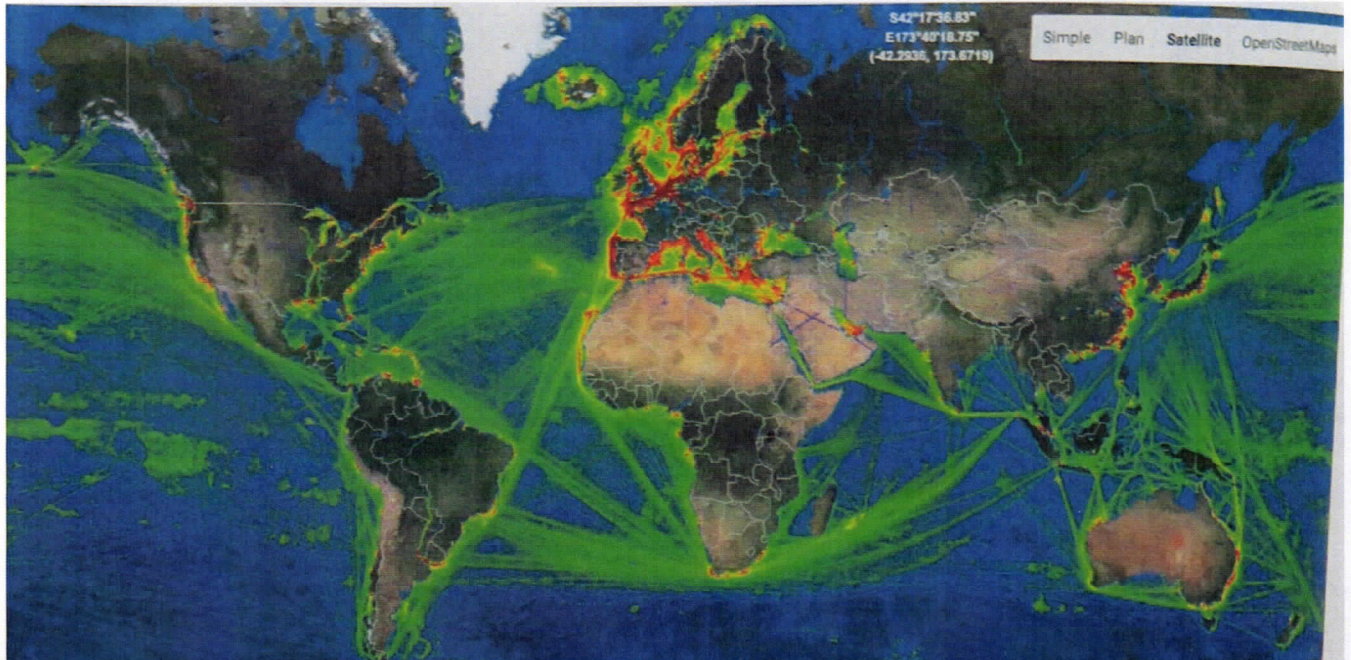 S42°17'36.83"
E173°40'18.75"
(-42.2936, 173.6719)
Simple Plan Satellite OpenStreetMaps